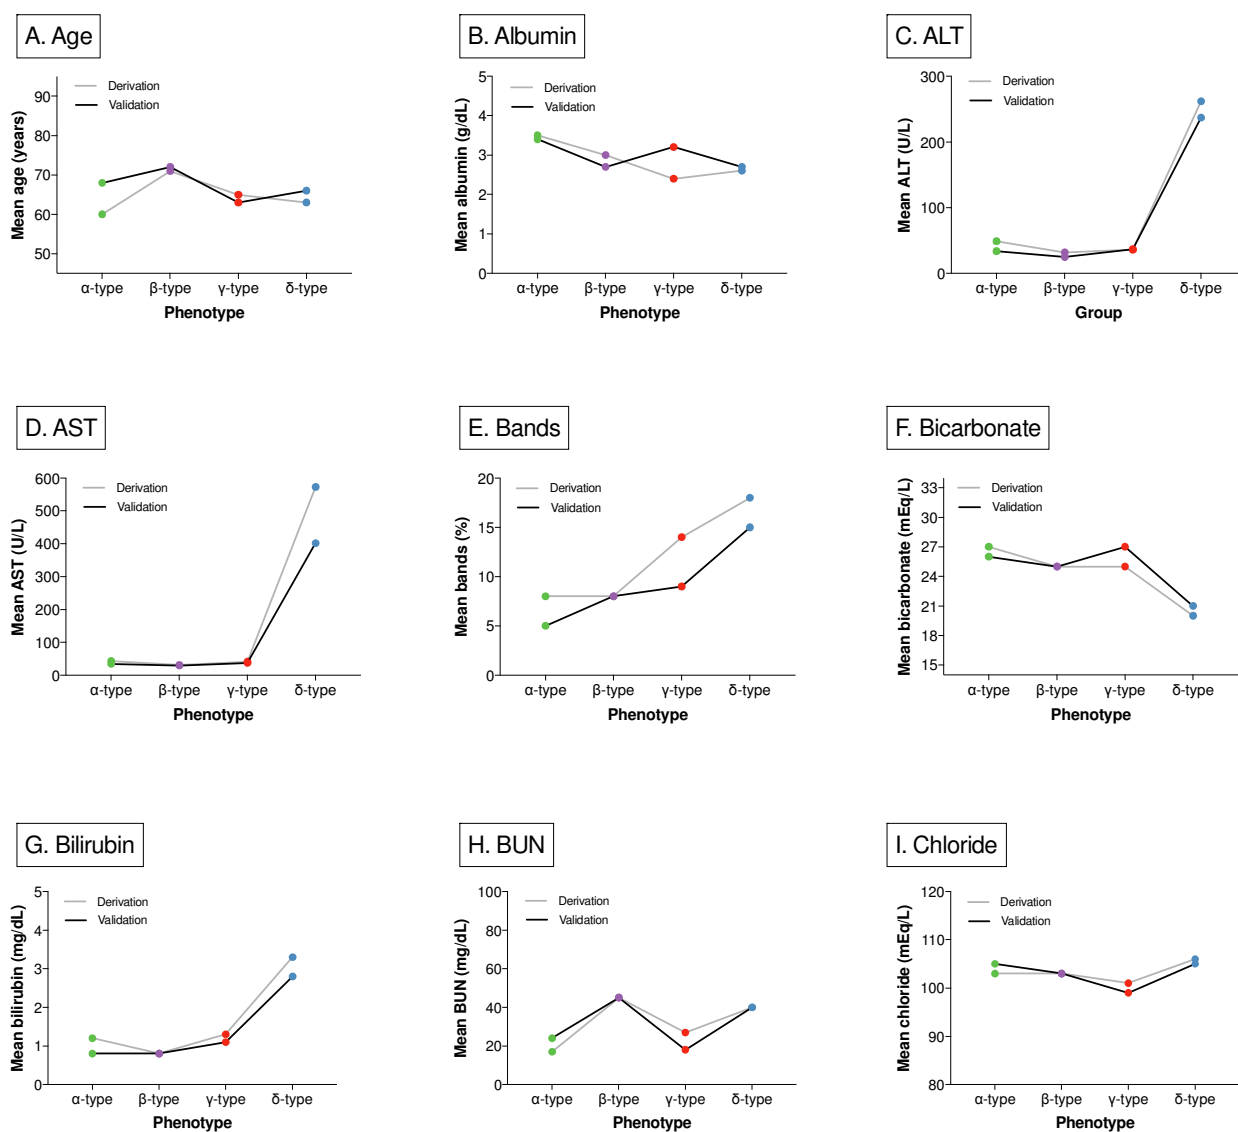 A. Age
Derivation
Validation
Mean age (years)
90
80
70
60
50
α-type β-type γ-type δ-type
Phenotype
B. Albumin
Derivation
Validation
Mean albumin (g/dL)
5
4
3
2
1
0
α-type β-type γ-type δ-type
Phenotype
C. ALT
Derivation
Validation
Mean ALT (U/L)
300
200
100
0
α-type β-type γ-type δ-type
Group
D. AST
Derivation
Validation
Mean AST (U/L)
600
500
400
300
200
100
0
α-type β-type γ-type δ-type
Phenotype
E. Bands
Derivation
Validation
Mean bands (%)
20
15
10
5
0
α-type β-type γ-type δ-type
Phenotype
F. Bicarbonate
Derivation
Validation
Mean bicarbonate (mEq/L)
33
30
27
24
21
18
15
α-type β-type γ-type δ-type
Phenotype
G. Bilirubin
Derivation
Validation
Mean bilirubin (mg/dL)
5
4
3
2
1
0
α-type β-type γ-type δ-type
Phenotype
H. BUN
Derivation
Validation
Mean BUN (mg/dL)
100
80
60
40
20
0
α-type β-type γ-type δ-type
Phenotype
I. Chloride
Derivation
Validation
Mean chloride (mEq/L)
120
110
100
90
80
α-type β-type γ-type δ-type
Phenotype